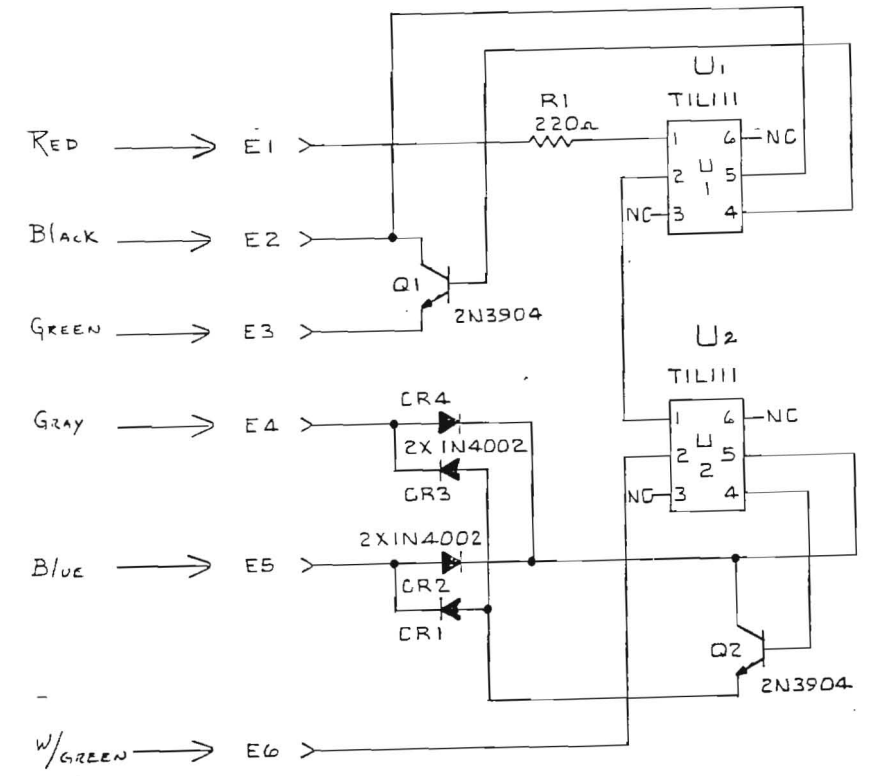 U1
TIL111
R1
220Ω
RED E1
1 6 NC
2 U1 5
NC 3 4
BLACK E2
Q1
2N3904
GREEN E3
U2
TIL111
CR4
GRAY E4
2X1N4002
CR3
1 6 NC
2 U2 5
NC 3 4
2X1N4002
BLUE E5
CR2
CR1
Q2
2N3904
W/GREEN E6